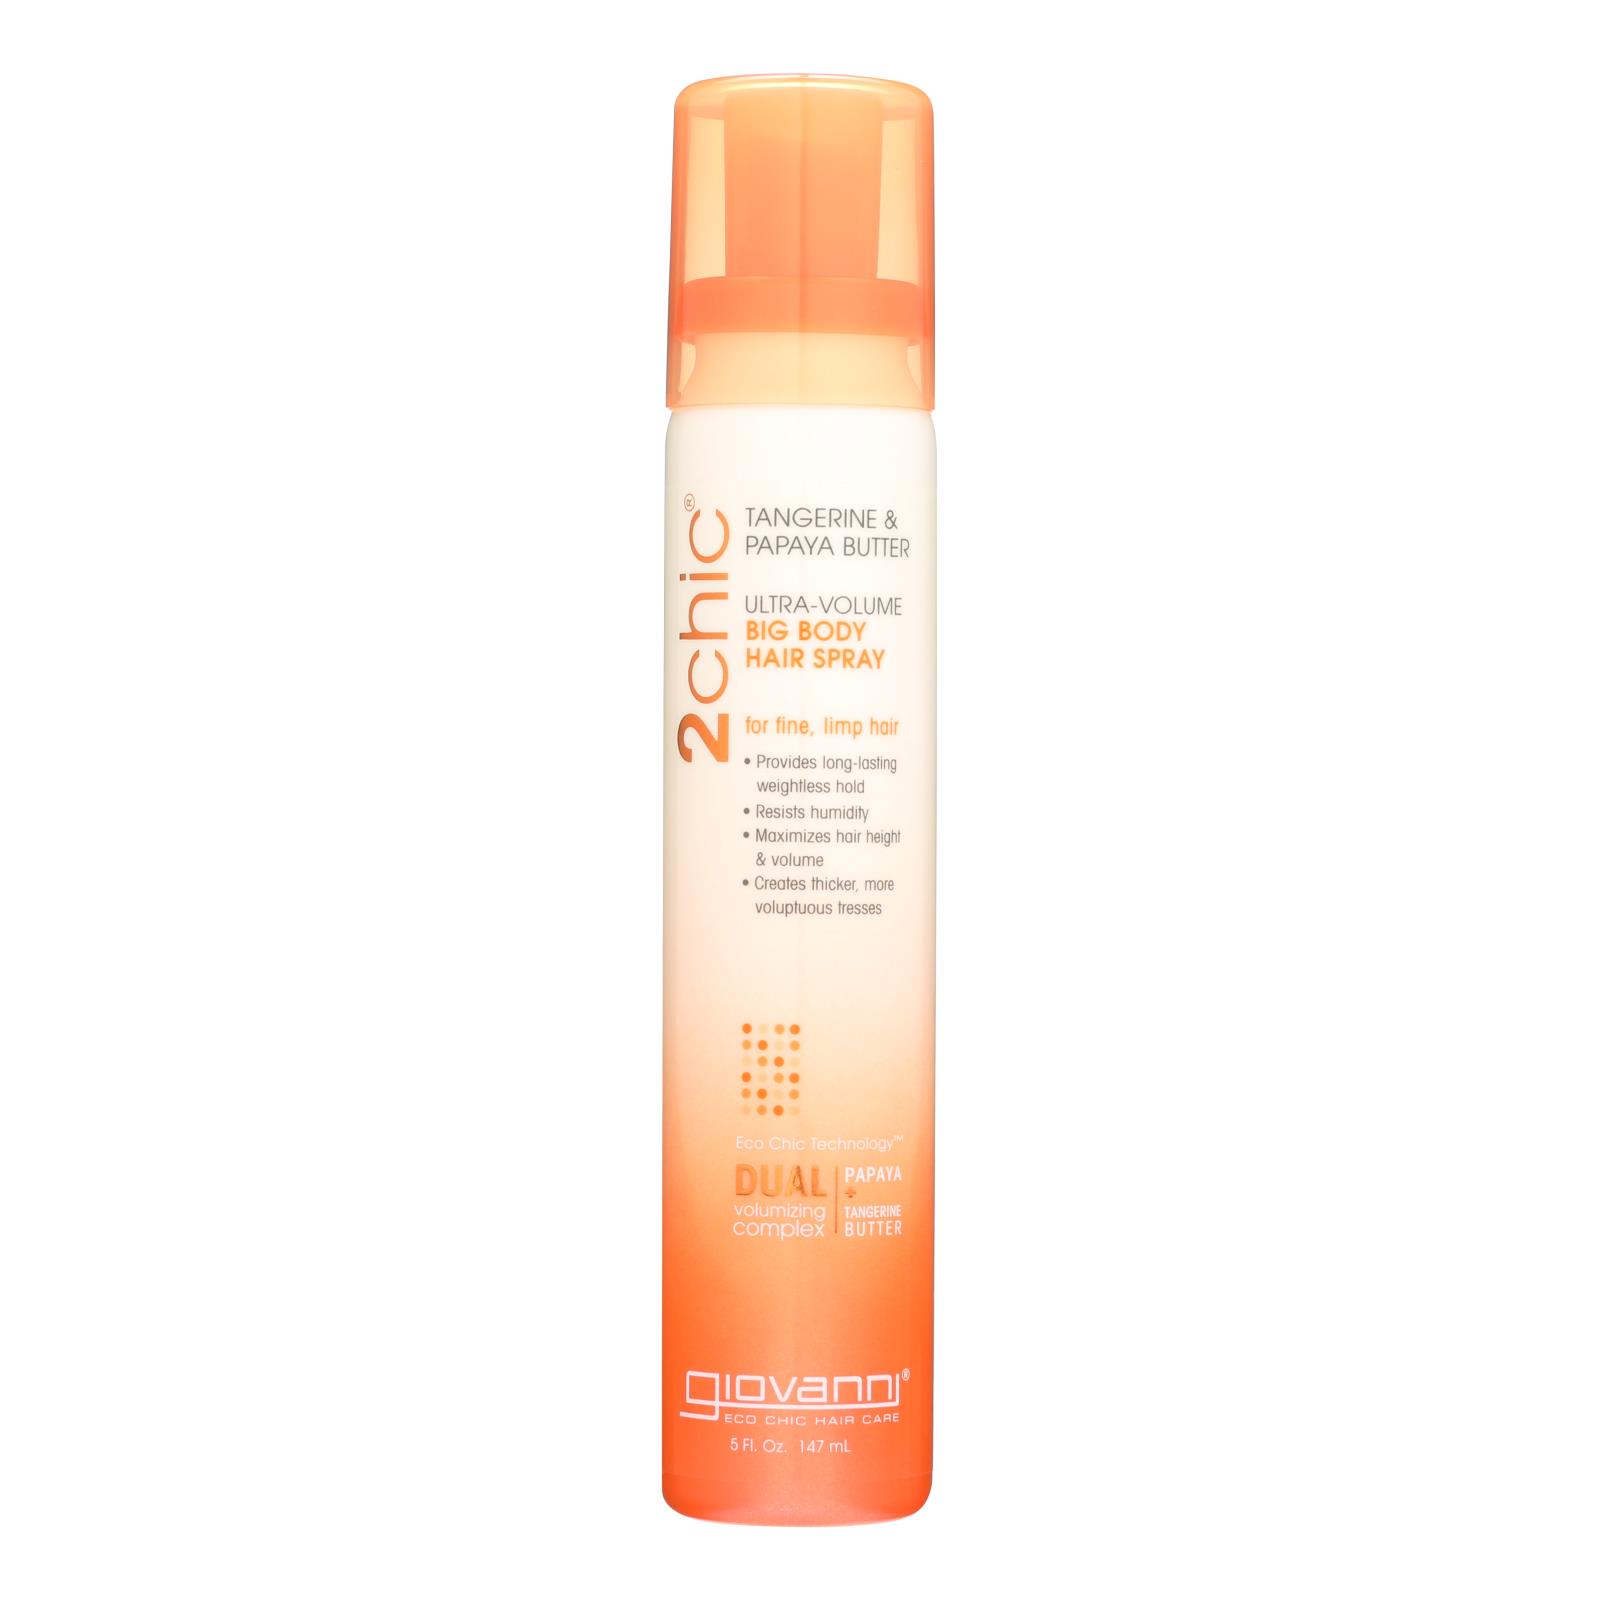 2chic®
TANGERINE &
PAPAYA BUTTER
ULTRA-VOLUME
BIG BODY
HAIR SPRAY
for fine, limp hair
• Provides long-lasting
weightless hold
• Resists humidity
• Maximizes hair height
& volume
• Creates thicker, more
voluptuous tresses
Eco Chic Technology™
DUAL
volumizing
complex
PAPAYA
+
TANGERINE
BUTTER
giovanni®
ECO CHIC HAIR CARE
5 Fl. Oz. 147 mL